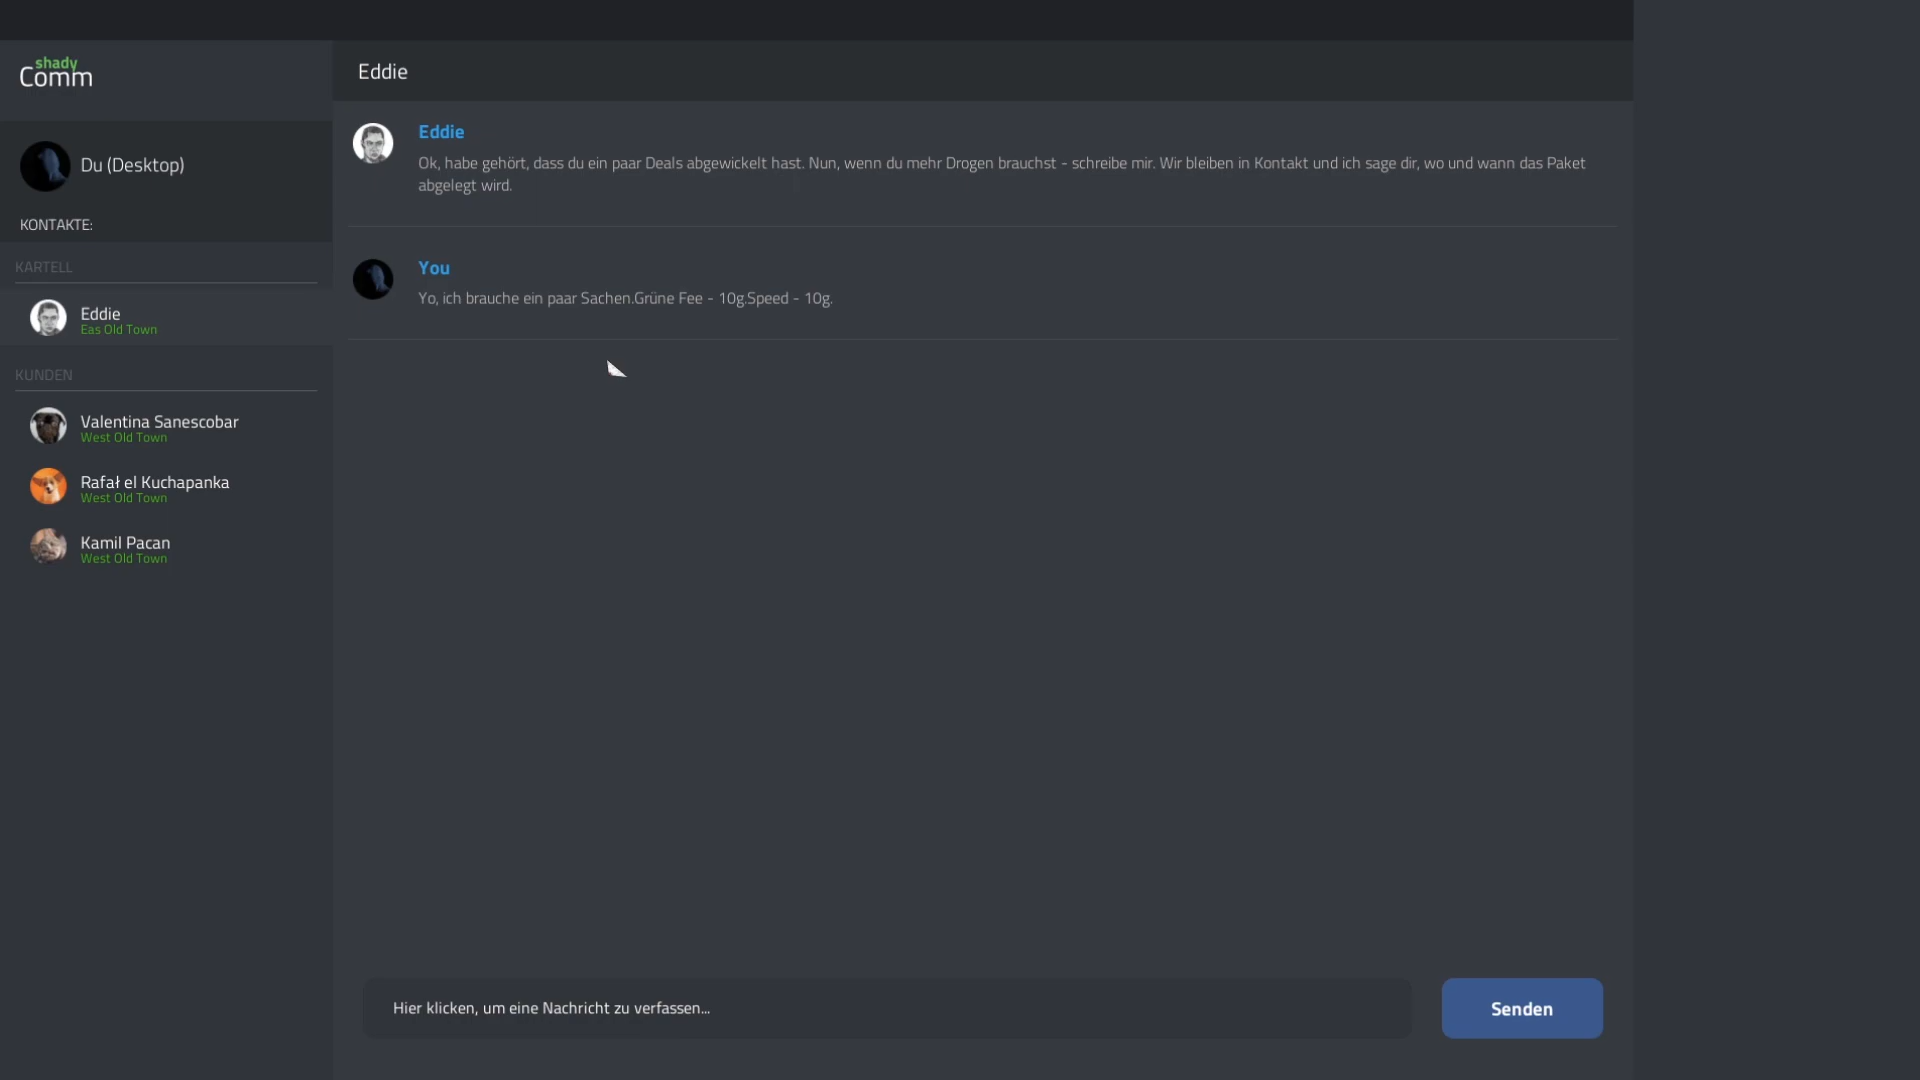 shady
Comm
Eddie
Du (Desktop)
KONTAKTE:
KARTELL
Eddie
Eas Old Town
KUNDEN
Valentina Sanescobar
West Old Town
Rafał el Kuchapanka
West Old Town
Kamil Pacan
West Old Town
Eddie
Ok, habe gehört, dass du ein paar Deals abgewickelt hast. Nun, wenn du mehr Drogen brauchst - schreibe mir. Wir bleiben in Kontakt und ich sage dir, wo und wann das Paket
abgelegt wird.
You
Yo, ich brauche ein paar Sachen.Grüne Fee - 10g.Speed - 10g.
Hier klicken, um eine Nachricht zu verfassen...
Senden